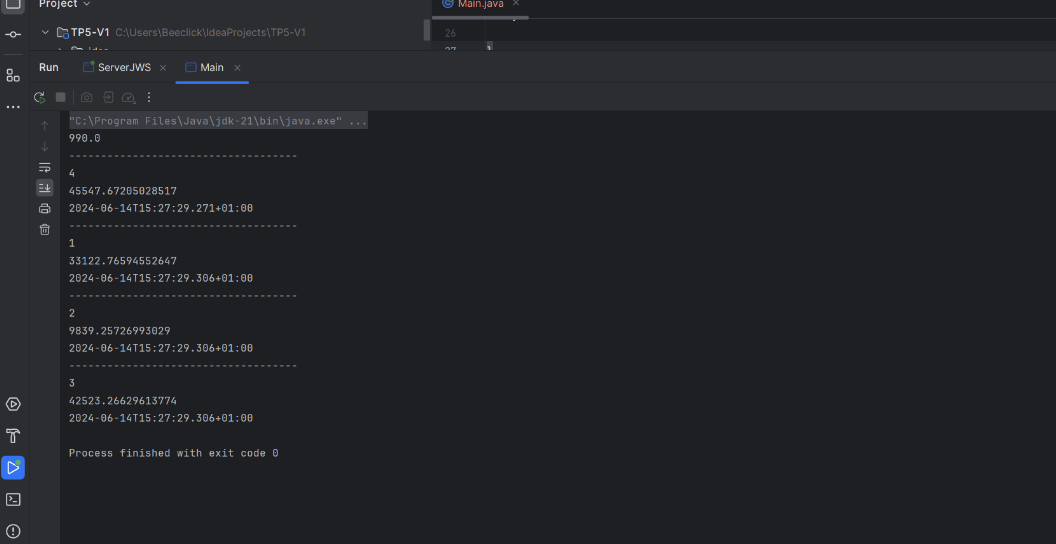 Project
Main.java
TP5-V1 C:\Users\Beeclick\IdeaProjects\TP5-V1
26
.idea
27 }
Run ServerJWS Main
"C:\Program Files\Java\jdk-21\bin\java.exe" ...
990.0
------------------------------------
4
45547.67205028517
2024-06-14T15:27:29.271+01:00
------------------------------------
1
33122.76594552647
2024-06-14T15:27:29.306+01:00
------------------------------------
2
9839.25726993029
2024-06-14T15:27:29.306+01:00
------------------------------------
3
42523.26629613774
2024-06-14T15:27:29.306+01:00
Process finished with exit code 0